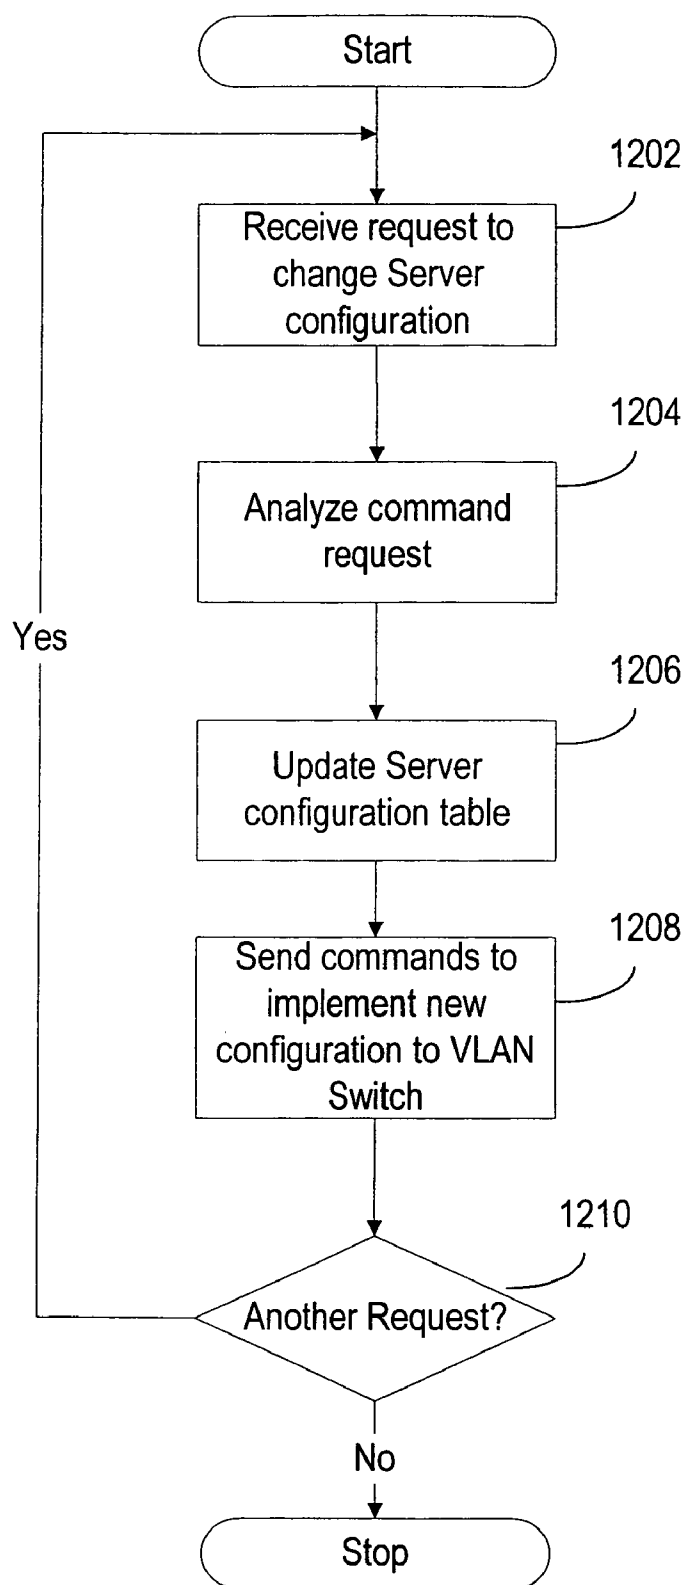 Start
1202
Receive request to
change Server
configuration
1204
Analyze command
request
Yes
1206
Update Server
configuration table
1208
Send commands to
implement new
configuration to VLAN
Switch
1210
Another Request?
No
Stop